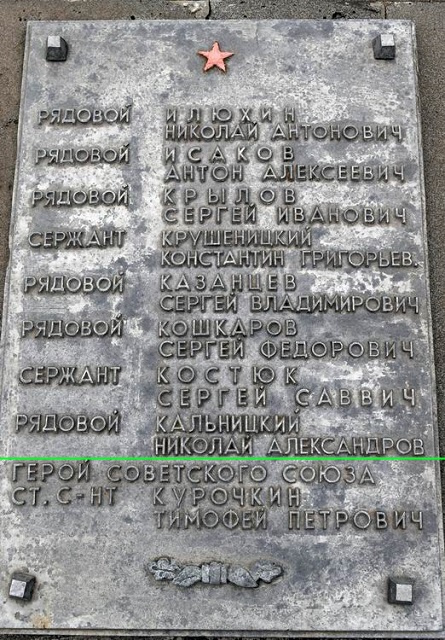 РЯДОВОЙ ИЛЮХИН
НИКОЛАЙ АНТОНОВИЧ
РЯДОВОЙ ИСАКОВ
АНТОН АЛЕКСЕЕВИЧ
РЯДОВОЙ КРЫЛОВ
СЕРГЕЙ ИВАНОВИЧ
СЕРЖАНТ КРУШЕНИЦКИЙ
КОНСТАНТИН ГРИГОРЬЕВ.
РЯДОВОЙ КАЗАНЦЕВ
СЕРГЕЙ ВЛАДИМИРОВИЧ
РЯДОВОЙ КОШКАРОВ
СЕРГЕЙ ФЕДОРОВИЧ
СЕРЖАНТ КОСТЮК
СЕРГЕЙ САВВИЧ
РЯДОВОЙ КАЛЬНИЦКИЙ
НИКОЛАЙ АЛЕКСАНДРОВ
ГЕРОЙ СОВЕТСКОГО СОЮЗА
СТ. С-НТ КУРОЧКИН
ТИМОФЕЙ ПЕТРОВИЧ